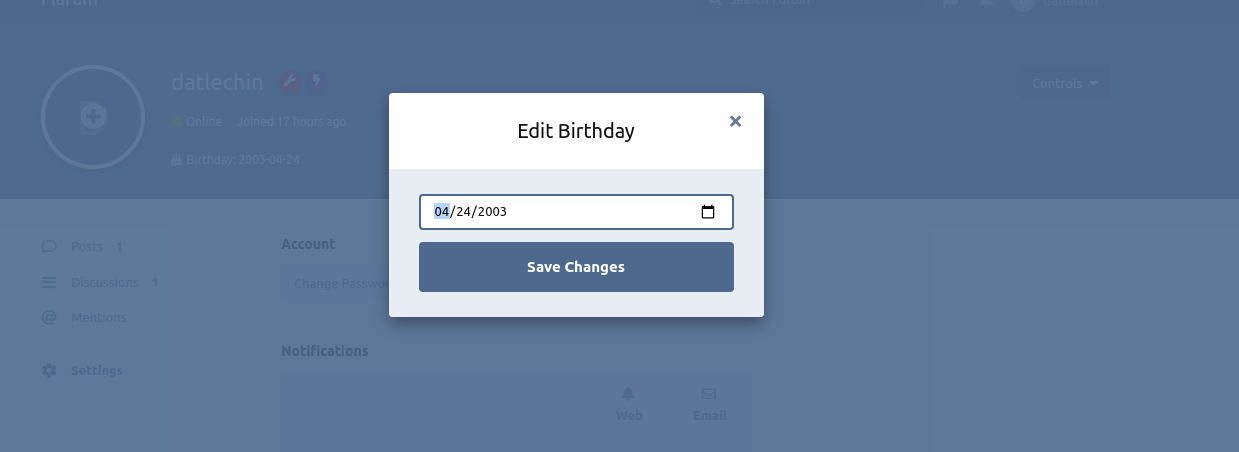 Flarum
Search Forum
datlechin
datlechin
Controls
Online Joined 17 hours ago
Birthday: 2003-04-24
Edit Birthday
04/24/2003
Save Changes
Posts 1
Discussions 1
Mentions
Settings
Account
Change Passwo
Notifications
Web
Email